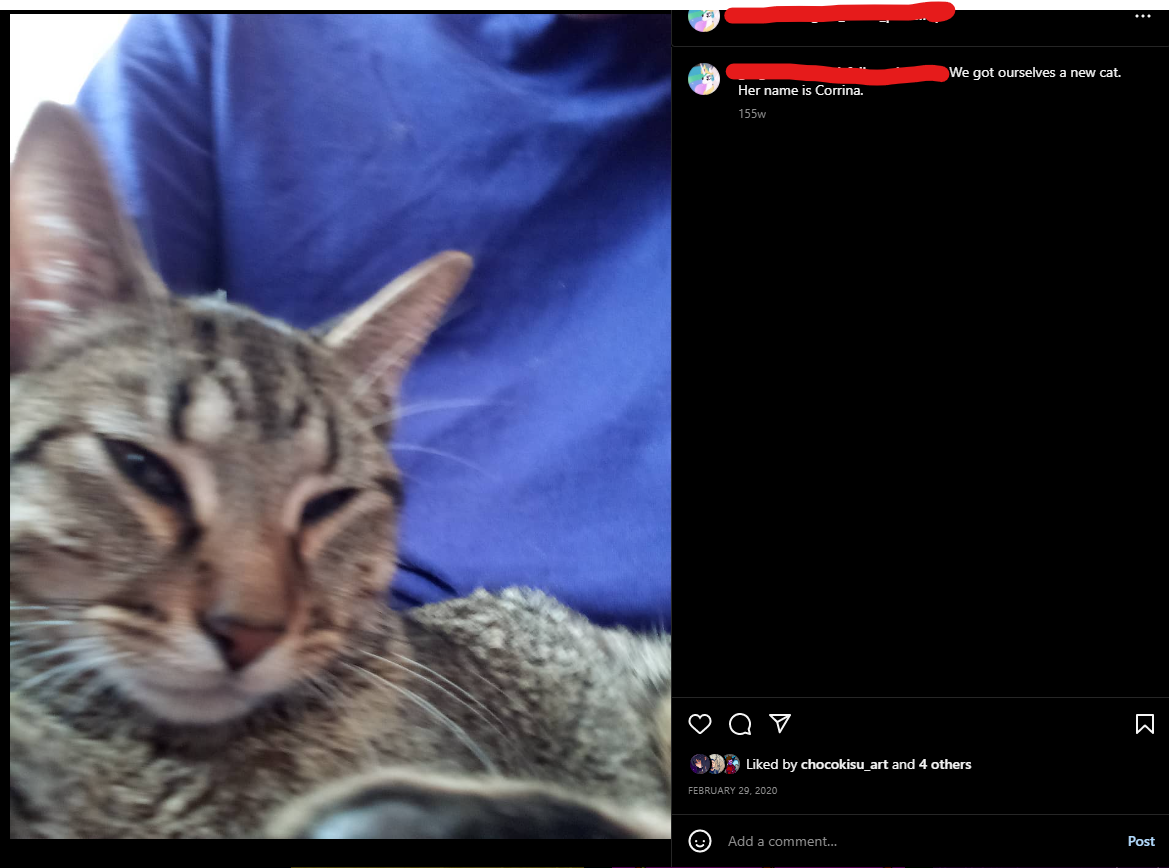 We got ourselves a new cat.
Her name is Corrina.
155w
Liked by chocokisu_art and 4 others
FEBRUARY 29, 2020
Add a comment...
Post